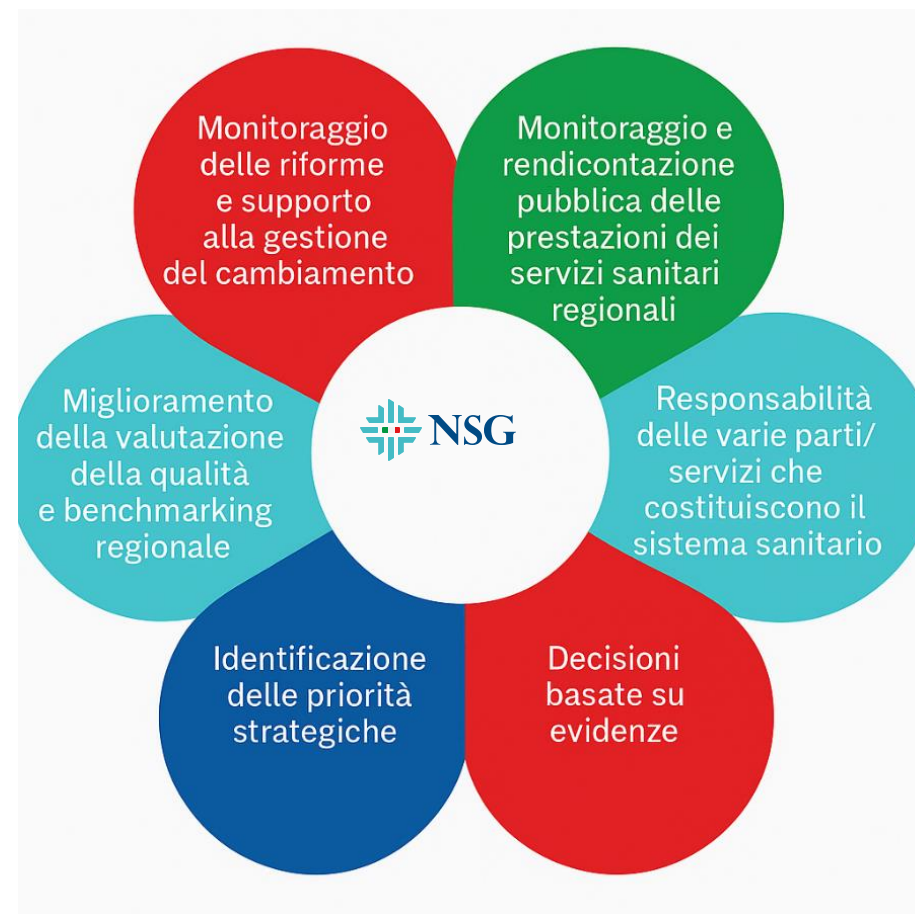 Monitoraggio
delle riforme
e supporto
alla gestione
del cambiamento
Monitoraggio e
rendicontazione
pubblica delle
prestazioni dei
servizi sanitari
regionali
Miglioramento
della valutazione
della qualità
e benchmarking
regionale
NSG
Responsabilità
delle varie parti/
servizi che
costituiscono il
sistema sanitario
Identificazione
delle priorità
strategiche
Decisioni
basate su
evidenze